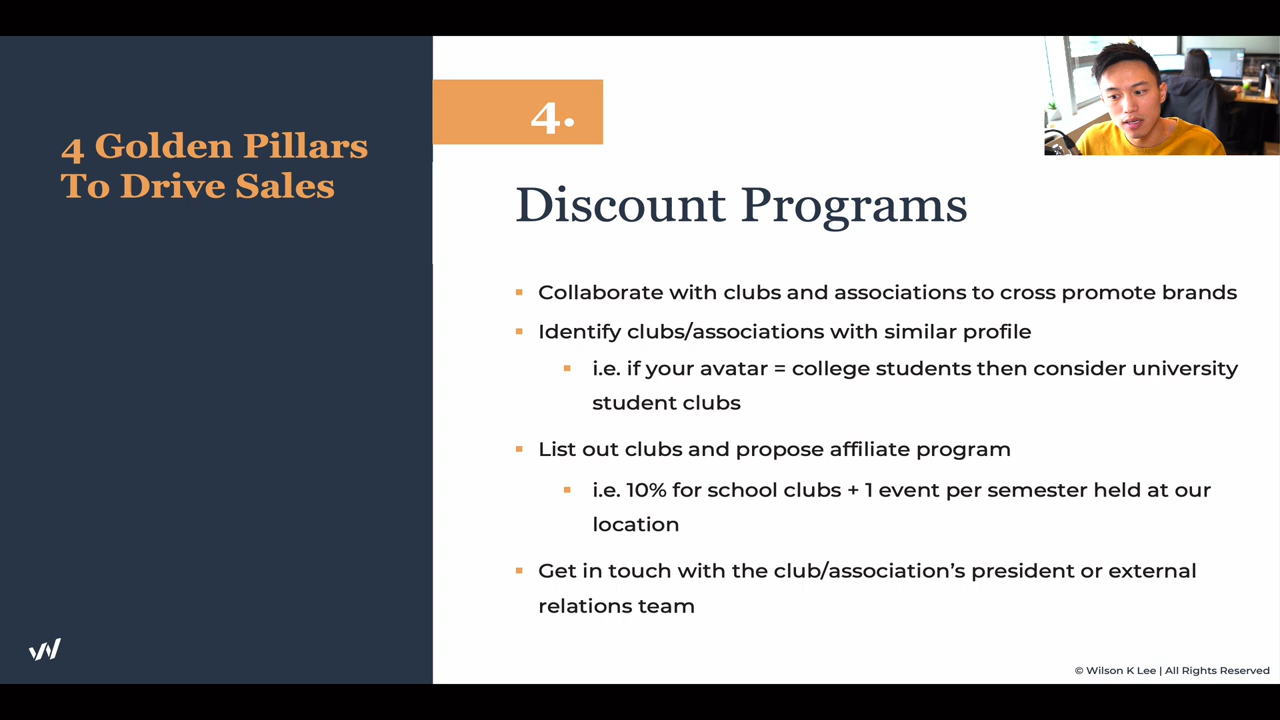 4 Golden Pillars
To Drive Sales
4.
Discount Programs
▪ Collaborate with clubs and associations to cross promote brands
▪ Identify clubs/associations with similar profile
▪ i.e. if your avatar = college students then consider university
student clubs
▪ List out clubs and propose affiliate program
▪ i.e. 10% for school clubs + 1 event per semester held at our
location
▪ Get in touch with the club/association’s president or external
relations team
© Wilson K Lee | All Rights Reserved